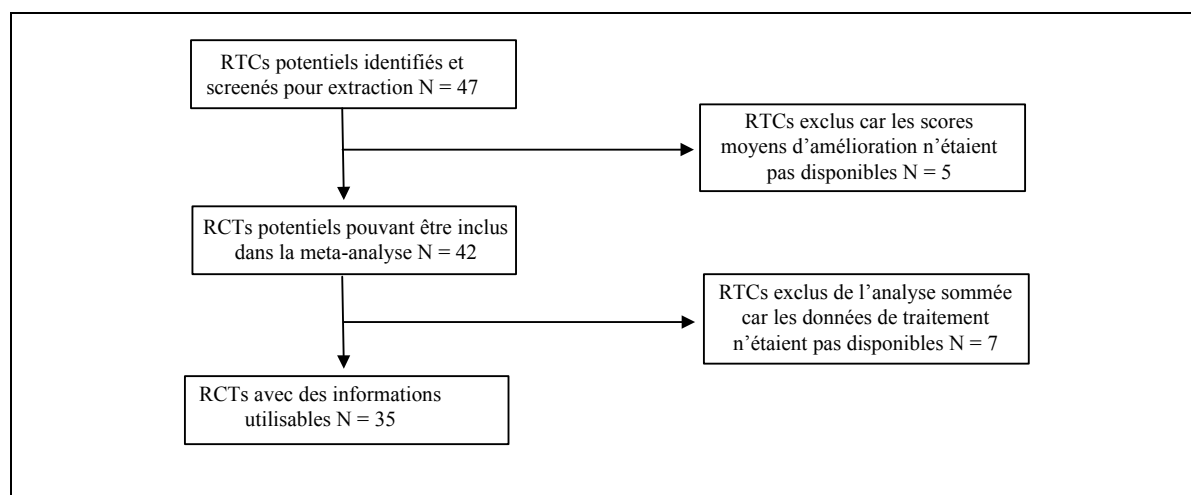 RTCs potentiels identifiés et
screenés pour extraction N = 47
RTCs exclus car les scores
moyens d’amélioration n’étaient
pas disponibles N = 5
RCTs potentiels pouvant être inclus
dans la meta-analyse N = 42
RTCs exclus de l’analyse sommée
car les données de traitement
n’étaient pas disponibles N = 7
RCTs avec des informations
utilisables N = 35